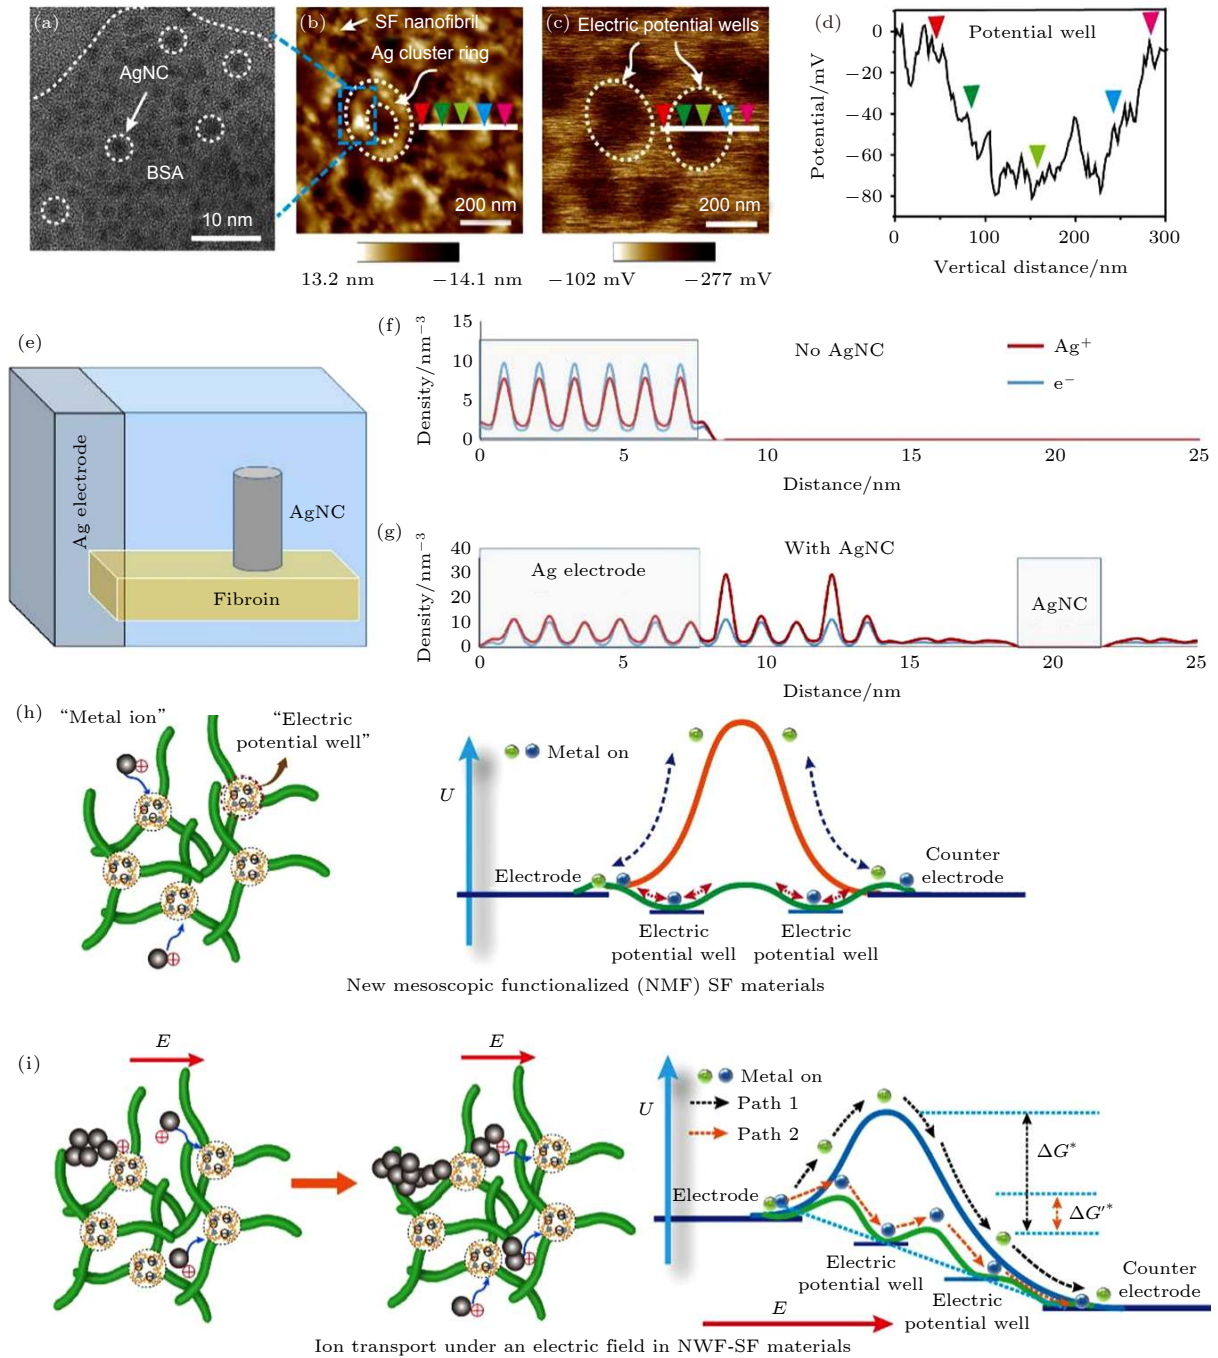 (a)
AgNC
BSA
10 nm
(b)
SF nanofibril
Ag cluster ring
200 nm
13.2 nm
−14.1 nm
(c)
Electric potential wells
200 nm
−102 mV
−277 mV
(d)
Potential well
Potential/mV
0
−20
−40
−60
−80
0
100
200
300
Vertical distance/nm
(e)
Ag electrode
AgNC
Fibroin
(f)
Density/nm⁻³
15
10
5
0
No AgNC
Ag⁺
e⁻
0
5
10
15
20
25
Distance/nm
(g)
Density/nm⁻³
40
30
20
10
0
Ag electrode
With AgNC
AgNC
0
5
10
15
20
25
Distance/nm
(h)
“Metal ion”
“Electric
potential well”
U
Metal on
Electrode
Counter
electrode
Electric
potential well
Electric
potential well
New mesoscopic functionalized (NMF) SF materials
(i)
E
E
U
Metal on
Path 1
Path 2
ΔG*
ΔG′*
Electrode
Electric
potential well
Electric
potential well
Counter
electrode
E
Ion transport under an electric field in NWF-SF materials